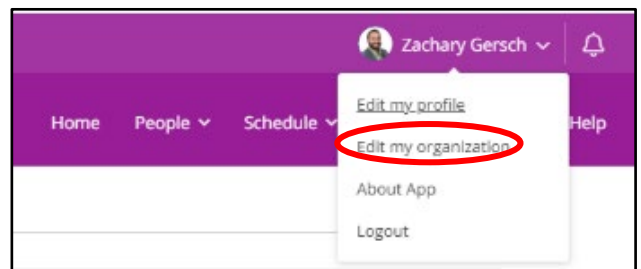 Zachary Gersch
Home People Schedule Help
Edit my profile
Edit my organization
About App
Logout